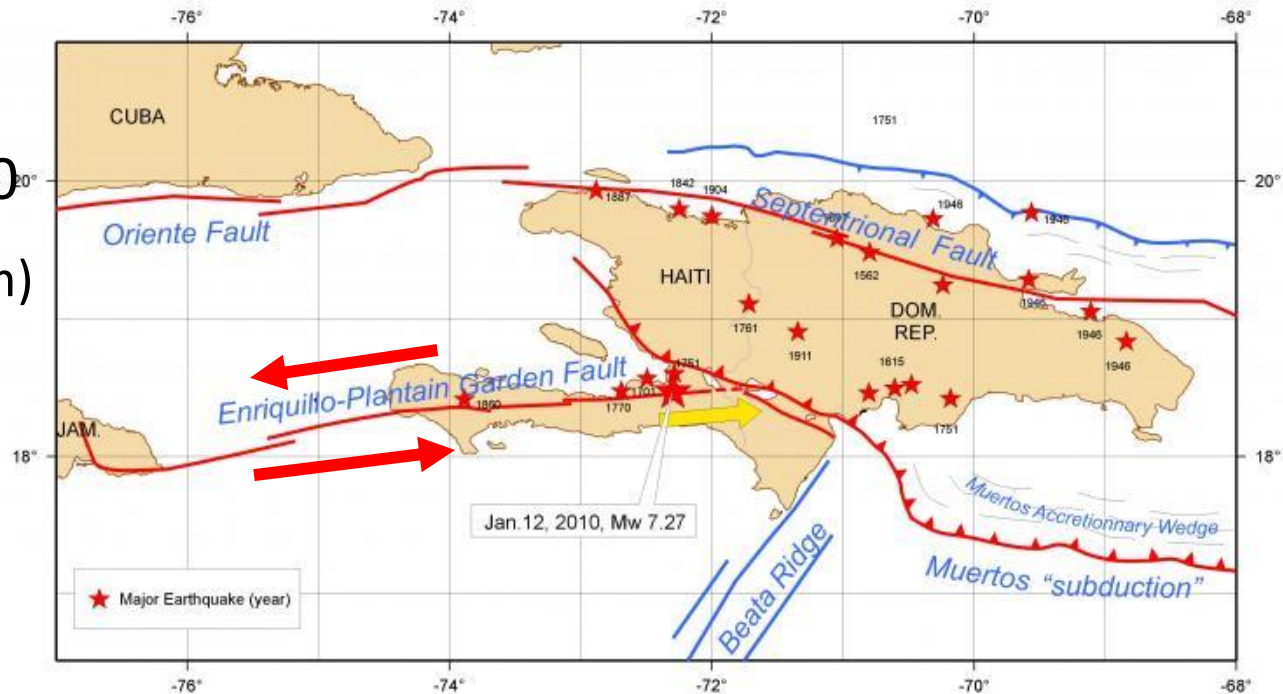 -76°
-74°
-72°
-70°
-68°
CUBA
1751
0
20°
20°
1842
1904
1887
Septentrional Fault
1946
1946
Oriente Fault
n)
HAITI
1562
1946
DOM.
REP.
1946
1761
1911
1946
1751
1615
Enriquillo-Plantain Garden Fault
1860
1701
1770
1751
JAM.
18°
18°
Jan.12, 2010, Mw 7.27
Muertos Accretionnary Wedge
Muertos "subduction"
Beata Ridge
Major Earthquake (year)
-76°
-74°
-72°
-70°
-68°